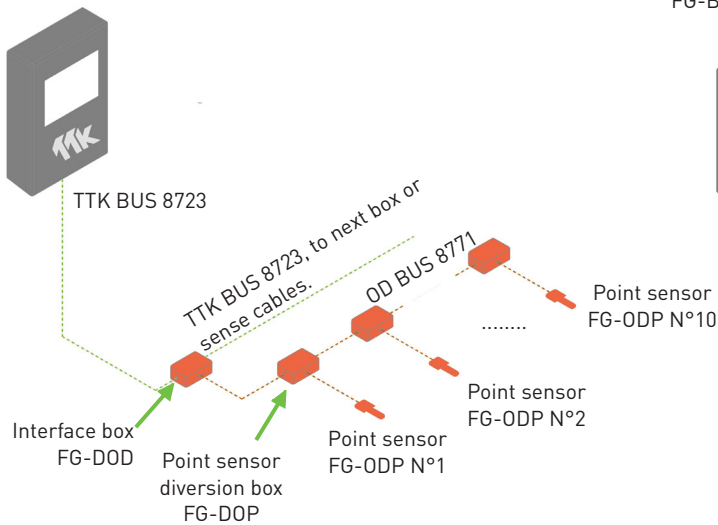 FG-B
TTK
TTK BUS 8723
TTK BUS 8723, to next box or
sense cables.
OD BUS 8771
Point sensor
FG-ODP N°10
........
Point sensor
FG-ODP N°2
Interface box
FG-DOD
Point sensor
diversion box
FG-DOP
Point sensor
FG-ODP N°1